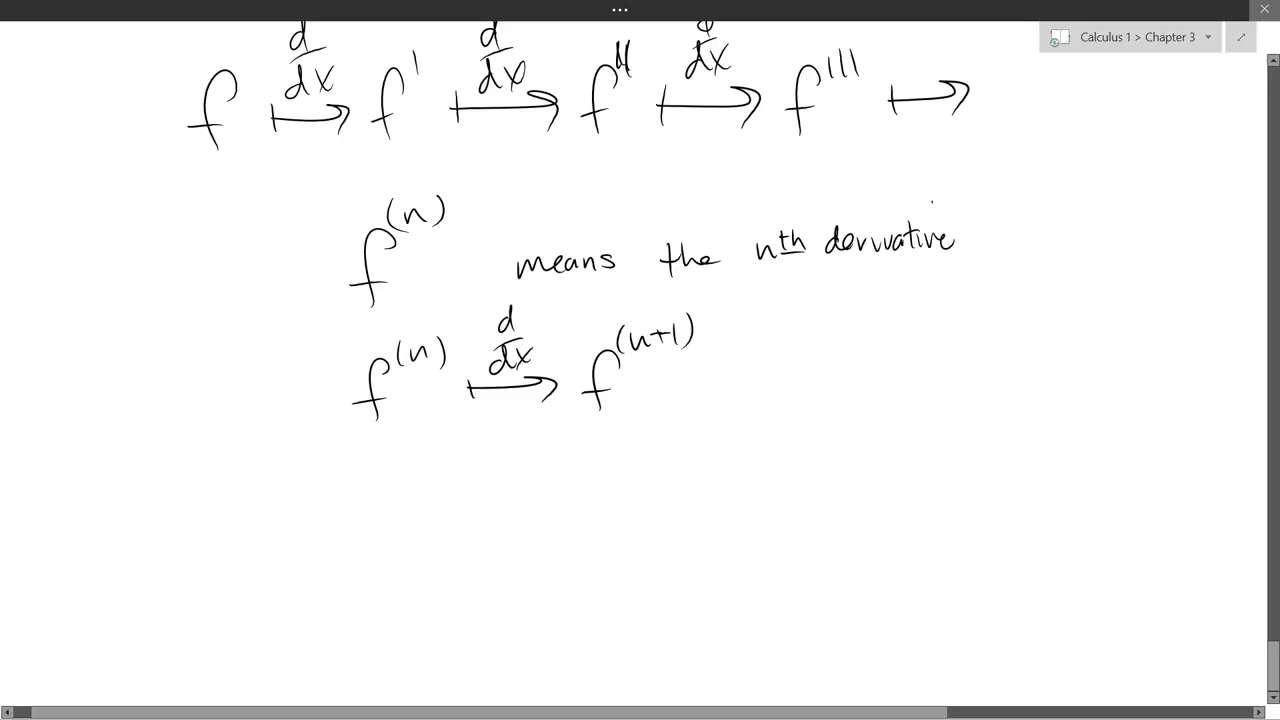 ...
Calculus 1 > Chapter 3
f ↦ d/dx f' ↦ d/dx f'' ↦ d/dx f''' ↦
f^(n) means the nth derivative
f^(n) ↦ d/dx f^(n+1)